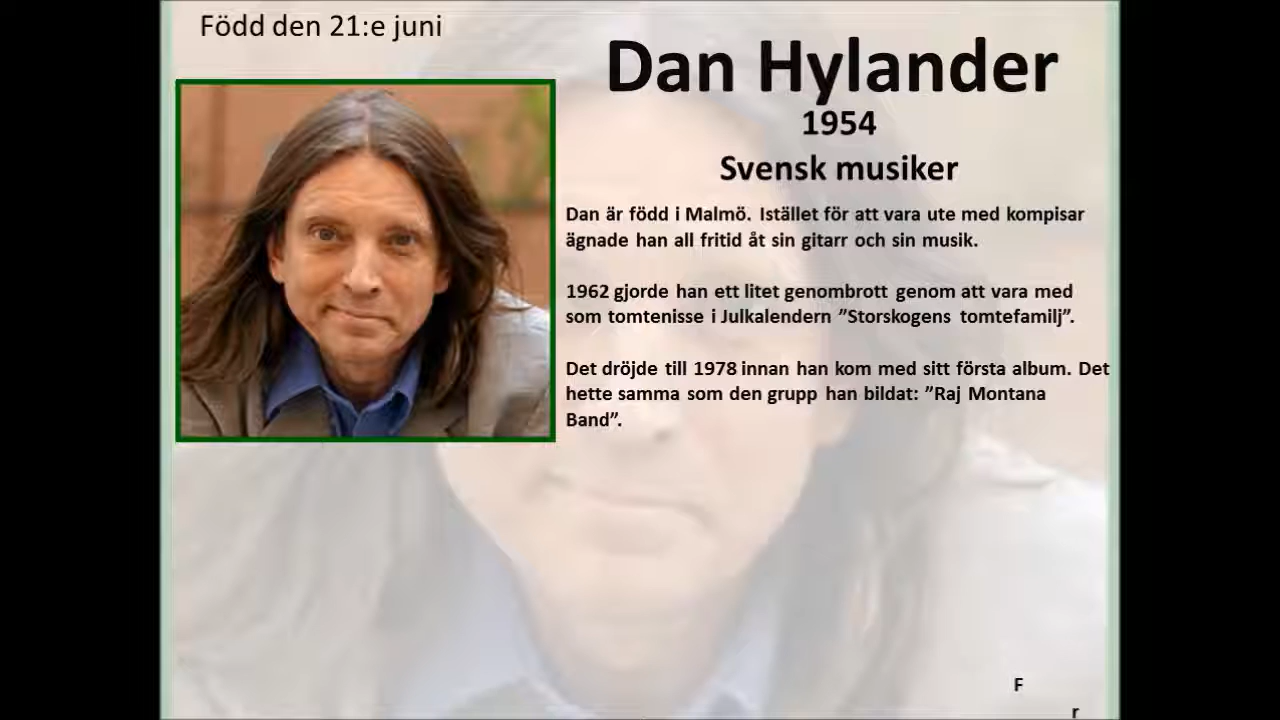 Född den 21:e juni
Dan Hylander
1954
Svensk musiker
Dan är född i Malmö. Istället för att vara ute med kompisar
ägnade han all fritid åt sin gitarr och sin musik.
1962 gjorde han ett litet genombrott genom att vara med
som tomtenisse i Julkalendern ”Storskogens tomtefamilj”.
Det dröjde till 1978 innan han kom med sitt första album. Det
hette samma som den grupp han bildat: ”Raj Montana
Band”.
F
r